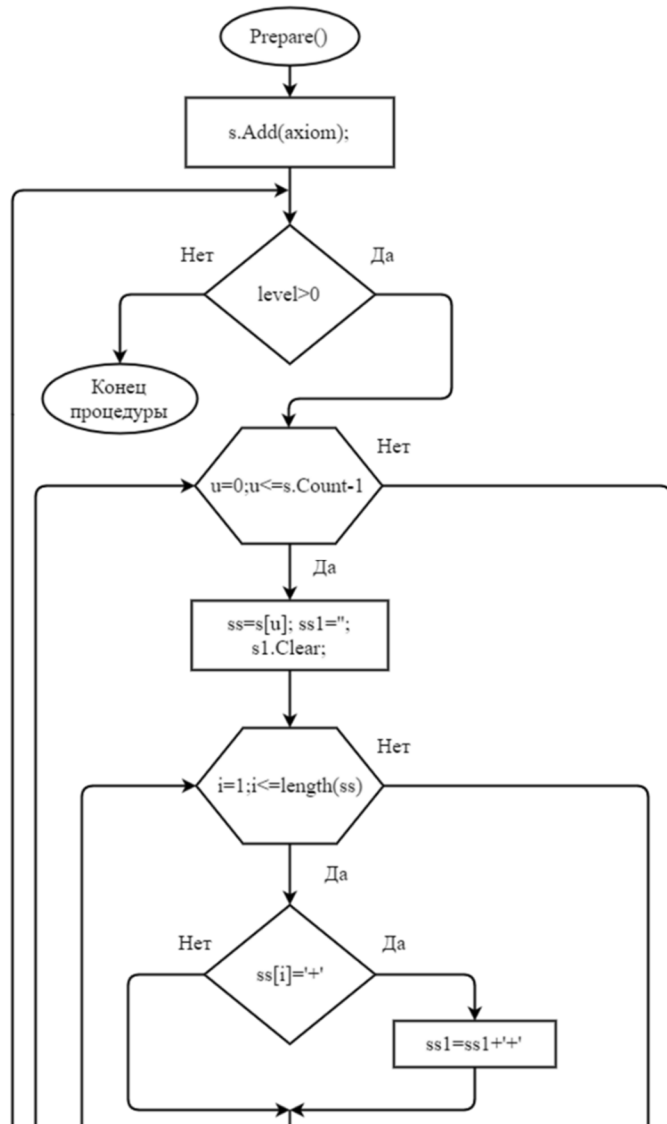 Prepare()
s.Add(axiom);
Нет
Да
level>0
Конец
процедуры
Нет
u=0;u<=s.Count-1
Да
ss=s[u]; ss1='';
s1.Clear;
Нет
i=1;i<=length(ss)
Да
Нет
Да
ss[i]='+'
ss1=ss1+'+'